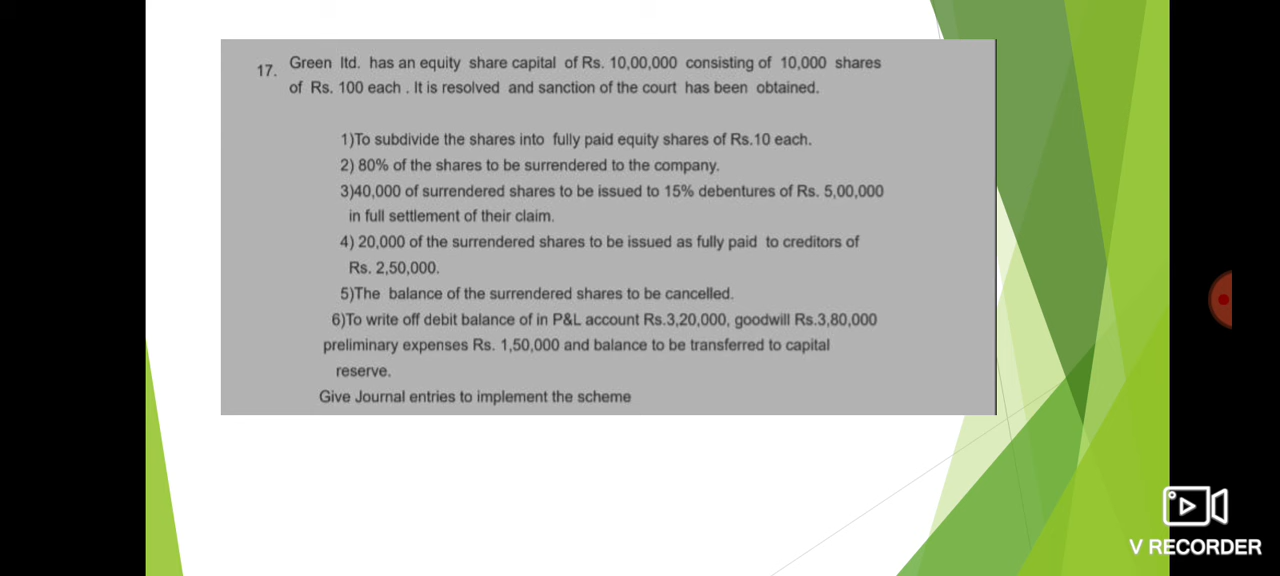 17. Green ltd. has an equity share capital of Rs. 10,00,000 consisting of 10,000 shares
of Rs. 100 each . It is resolved and sanction of the court has been obtained.
1)To subdivide the shares into fully paid equity shares of Rs.10 each.
2) 80% of the shares to be surrendered to the company.
3)40,000 of surrendered shares to be issued to 15% debentures of Rs. 5,00,000
in full settlement of their claim.
4) 20,000 of the surrendered shares to be issued as fully paid to creditors of
Rs. 2,50,000.
5)The balance of the surrendered shares to be cancelled.
6)To write off debit balance of in P&L account Rs.3,20,000, goodwill Rs.3,80,000
preliminary expenses Rs. 1,50,000 and balance to be transferred to capital
reserve.
Give Journal entries to implement the scheme
V RECORDER